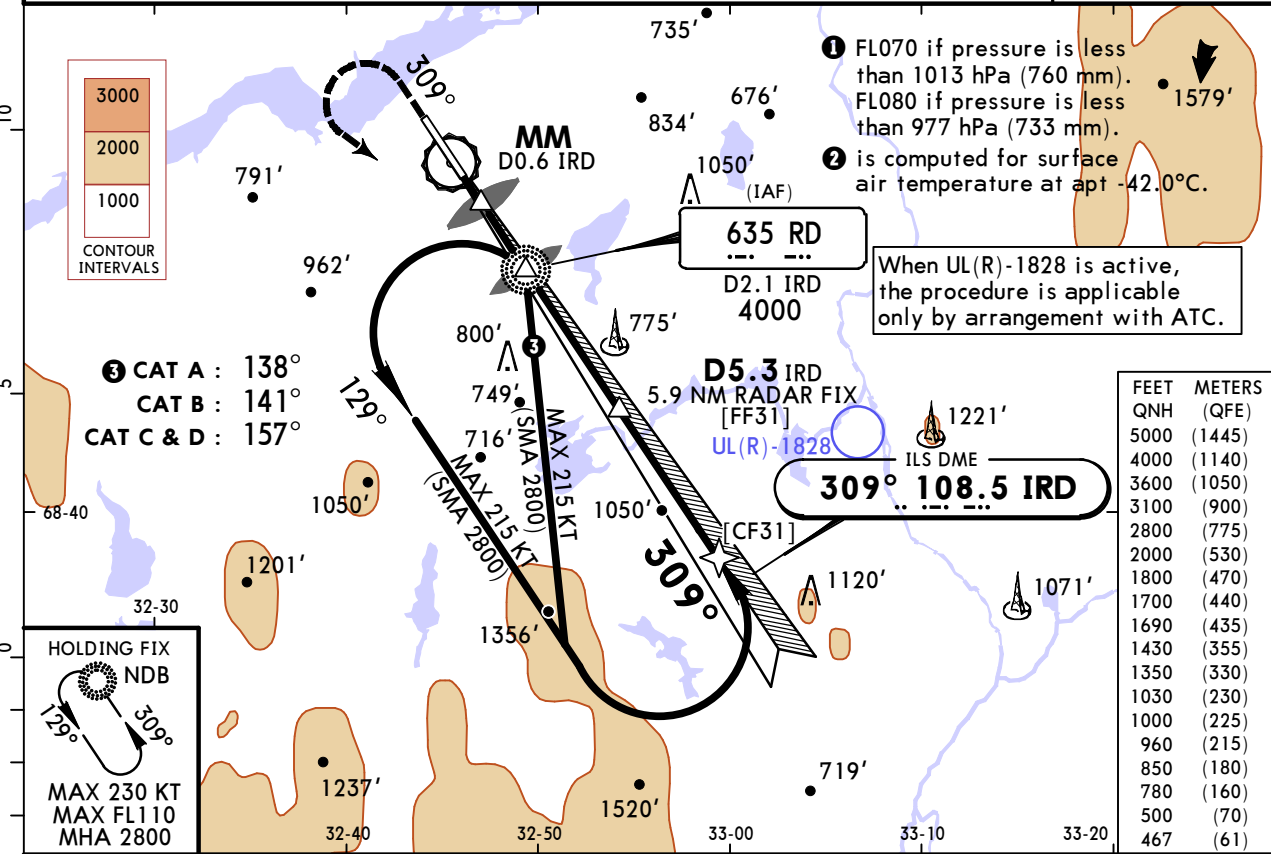 735'
❶ FL070 if pressure is less
than 1013 hPa (760 mm).
FL080 if pressure is less
than 977 hPa (733 mm).
❷ is computed for surface
air temperature at apt -42.0°C.
3000
2000
1000
CONTOUR
INTERVALS
309°
676'
834'
1579'
10
MM
D0.6 IRD
1050'
(IAF)
791'
635 RD
D2.1 IRD
4000
When UL(R)-1828 is active,
the procedure is applicable
only by arrangement with ATC.
962'
800'
775'
❸
❸ CAT A : 138°
CAT B : 141°
CAT C & D : 157°
129°
D5.3 IRD
5.9 NM RADAR FIX
[FF31]
UL(R)-1828
5
749'
716'
MAX 215 KT
(SMA 2800)
MAX 215 KT
(SMA 2800)
1221'
ILS DME
309° 108.5 IRD
1050'
68-40
1050'
[CF31]
309°
1201'
1120'
1071'
32-30
1356'
0
HOLDING FIX
NDB
129°
309°
MAX 230 KT
MAX FL110
MHA 2800
1237'
1520'
719'
32-40
32-50
33-00
33-10
33-20
FEET METERS
QNH (QFE)
5000 (1445)
4000 (1140)
3600 (1050)
3100 (900)
2800 (775)
2000 (530)
1800 (470)
1700 (440)
1690 (435)
1430 (355)
1350 (330)
1030 (230)
1000 (225)
960 (215)
850 (180)
780 (160)
500 (70)
467 (61)